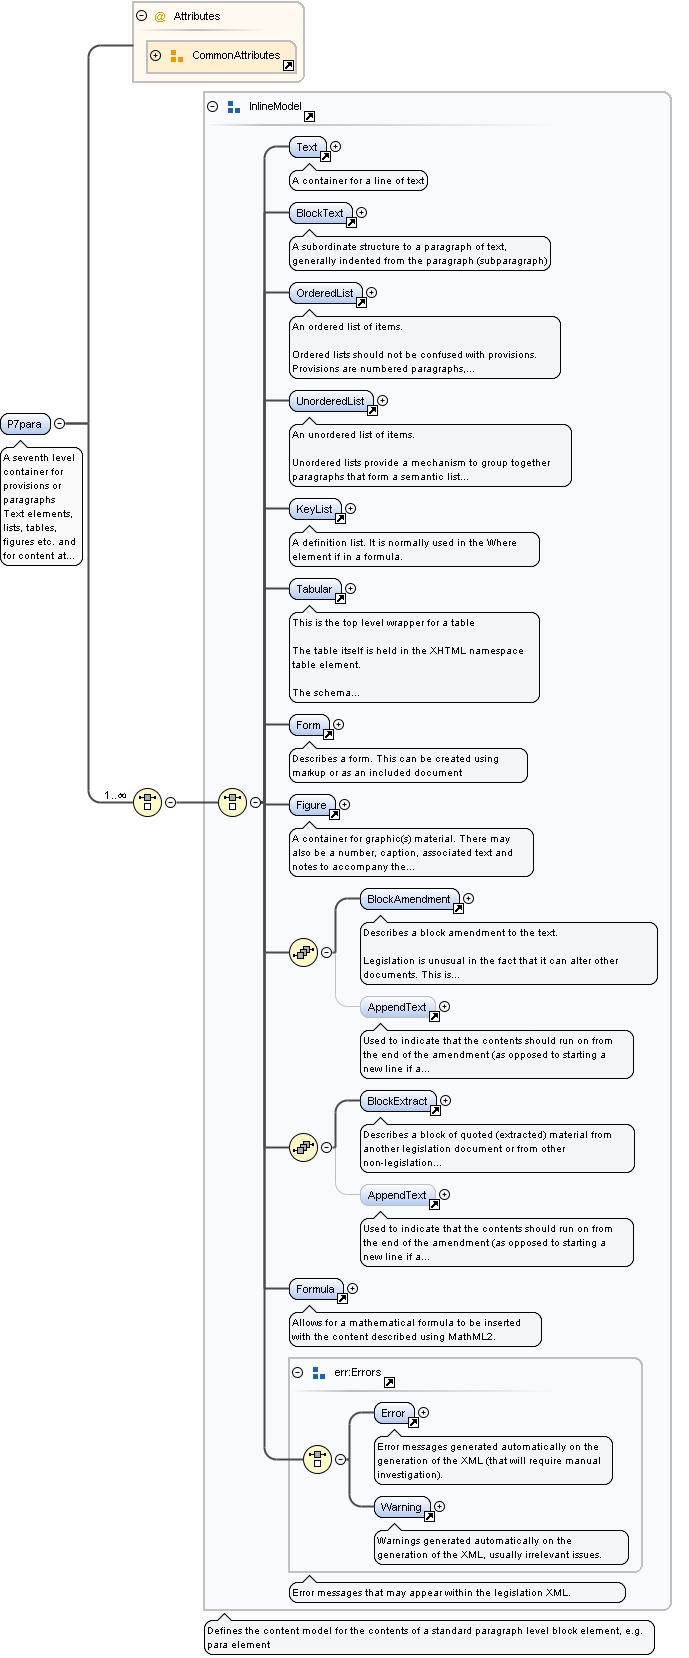 Attributes
CommonAttributes
InlineModel
Text
A container for a line of text
BlockText
A subordinate structure to a paragraph of text,
generally indented from the paragraph (subparagraph)
OrderedList
An ordered list of items.
Ordered lists should not be confused with provisions.
Provisions are numbered paragraphs,...
UnorderedList
An unordered list of items.
Unordered lists provide a mechanism to group together
paragraphs that form a semantic list...
P7para
A seventh level
container for
provisions or
paragraphs
Text elements,
lists, tables,
figures etc. and
for content at...
KeyList
A definition list. It is normally used in the Where
element if in a formula.
Tabular
This is the top level wrapper for a table
The table itself is held in the XHTML namespace
table element.
The schema...
Form
Describes a form. This can be created using
markup or as an included document
1..∞
Figure
A container for graphic(s) material. There may
also be a number, caption, associated text and
notes to accompany the...
BlockAmendment
Describes a block amendment to the text.
Legislation is unusual in the fact that it can alter other
documents. This is...
AppendText
Used to indicate that the contents should run on from
the end of the amendment (as opposed to starting a
new line if a...
BlockExtract
Describes a block of quoted (extracted) material from
another legislation document or from other
non-legislation...
AppendText
Used to indicate that the contents should run on from
the end of the amendment (as opposed to starting a
new line if a...
Formula
Allows for a mathematical formula to be inserted
with the content described using MathML2.
err:Errors
Error
Error messages generated automatically on the
generation of the XML (that will require manual
investigation).
Warning
Warnings generated automatically on the
generation of the XML, usually irrelevant issues.
Error messages that may appear within the legislation XML.
Defines the content model for the contents of a standard paragraph level block element, e.g.
para element